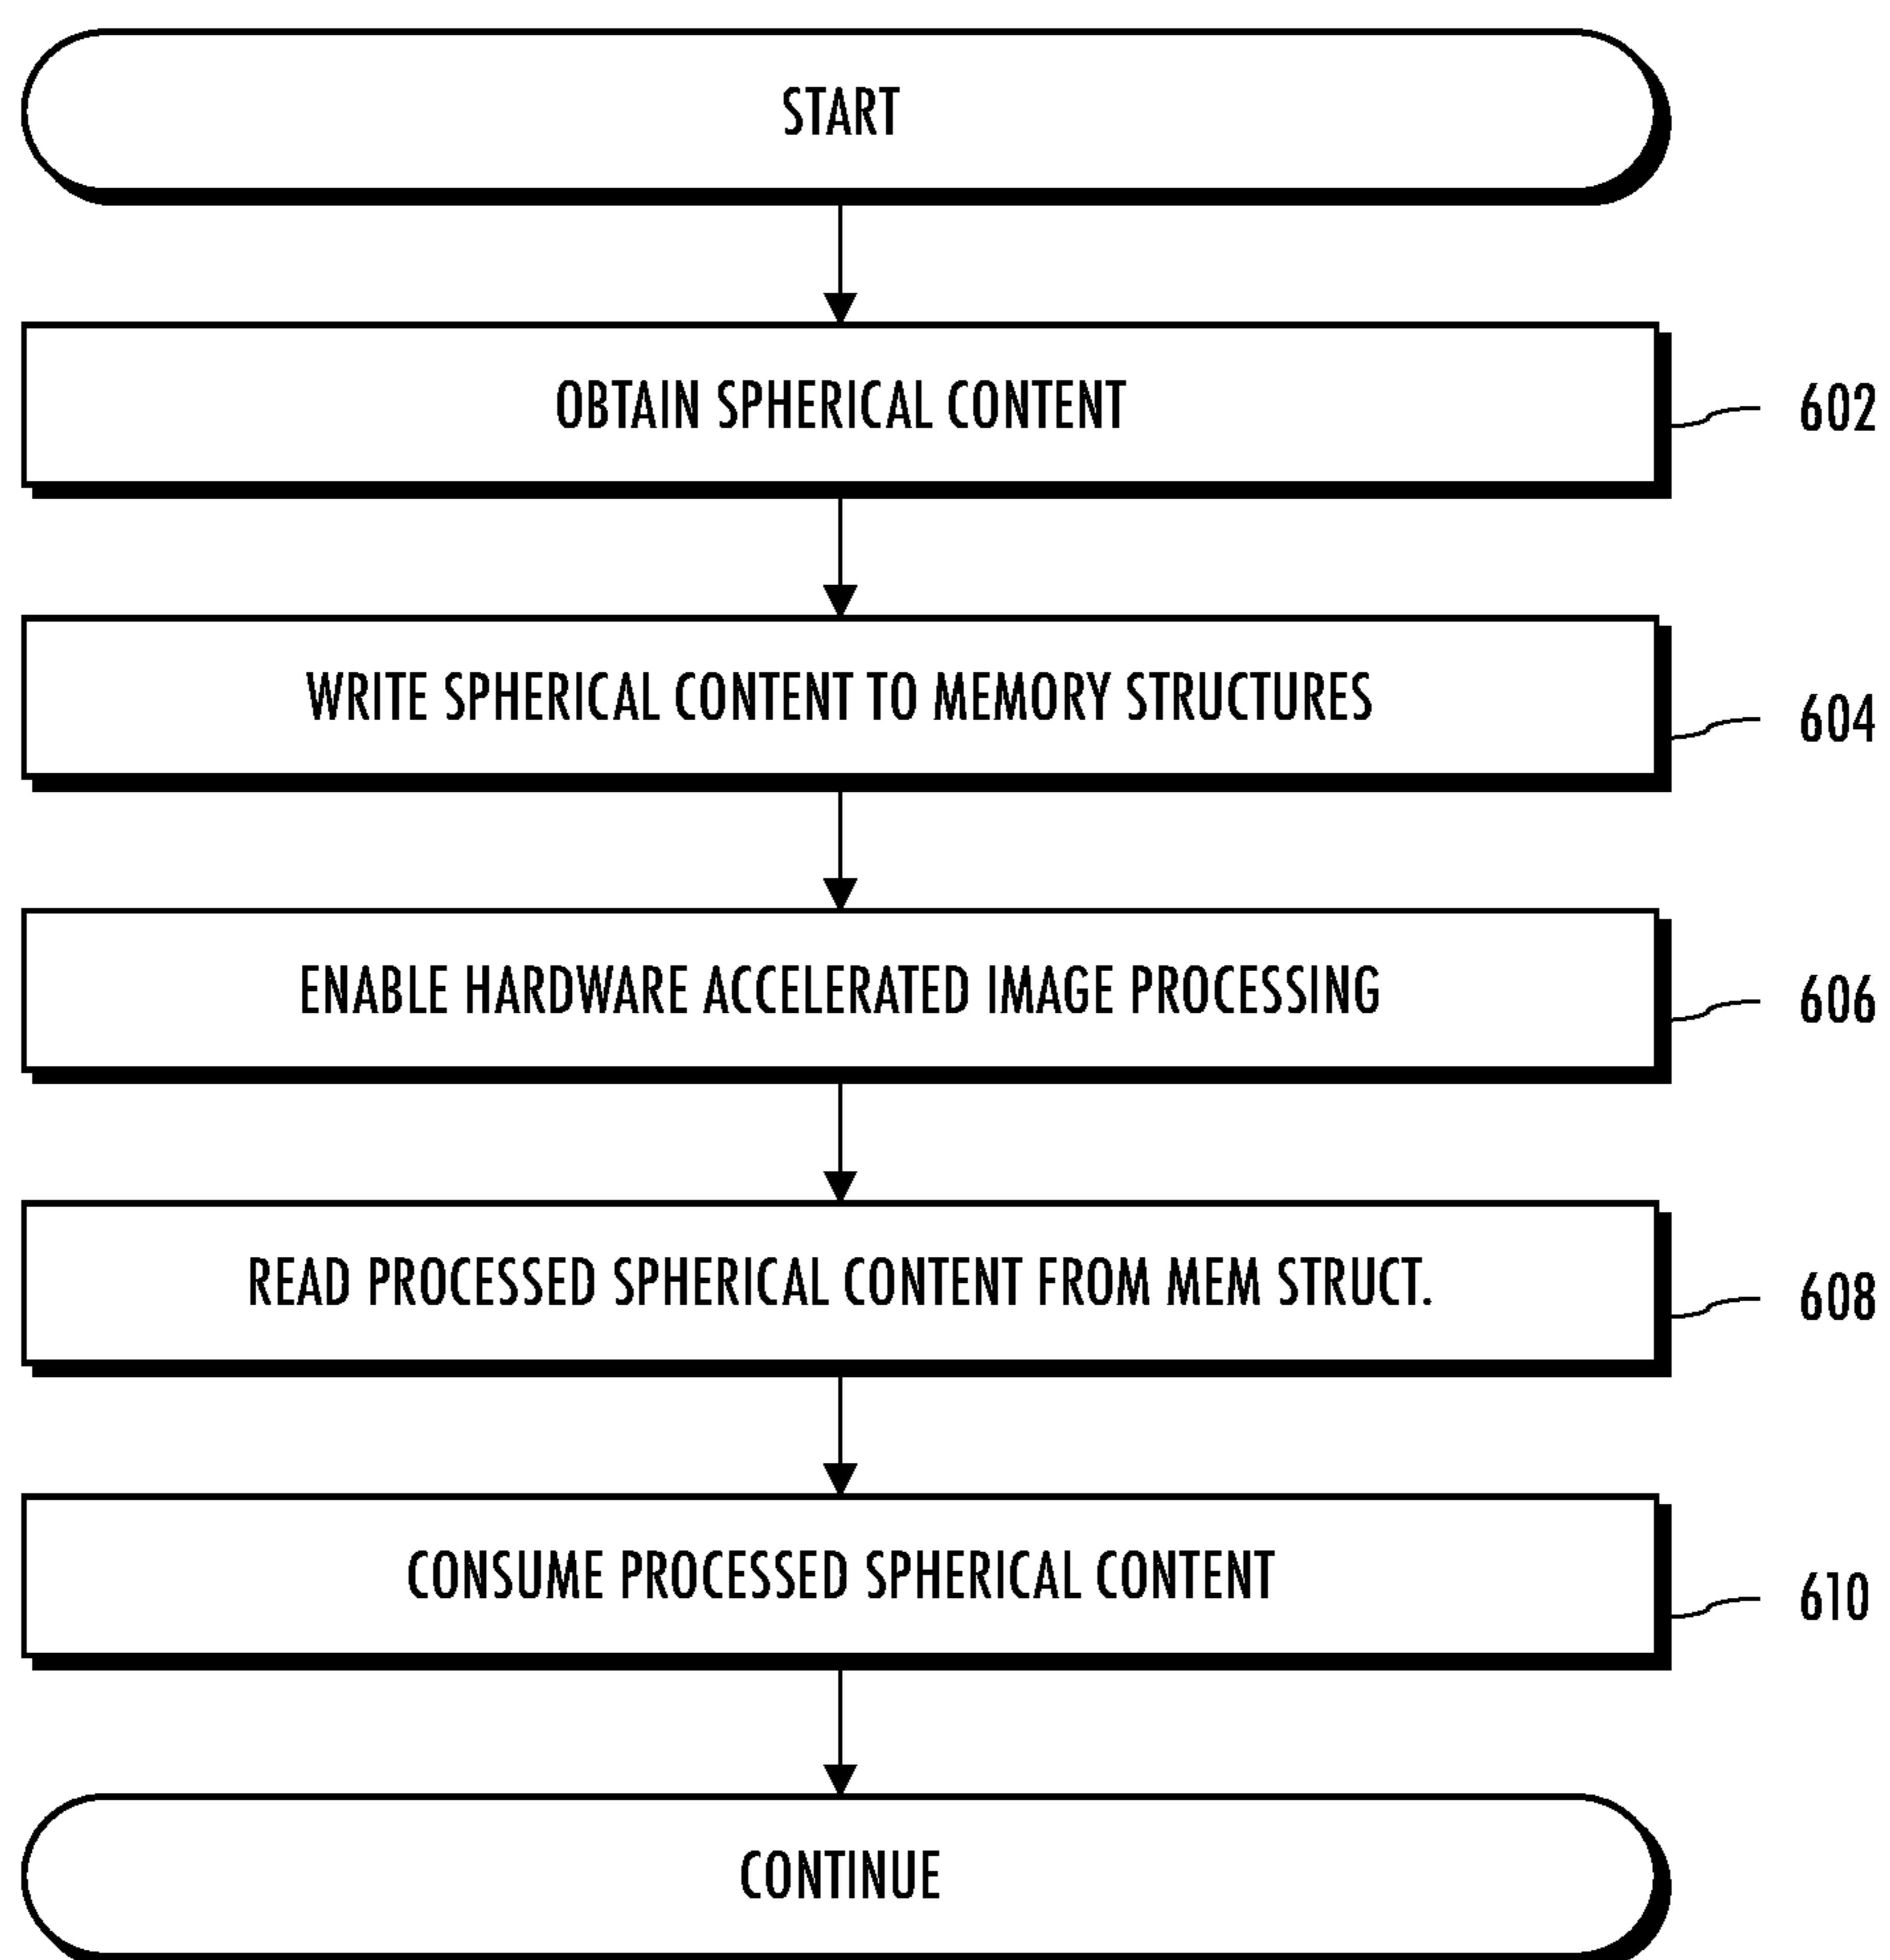 START
OBTAIN SPHERICAL CONTENT
602
WRITE SPHERICAL CONTENT TO MEMORY STRUCTURES
604
ENABLE HARDWARE ACCELERATED IMAGE PROCESSING
606
READ PROCESSED SPHERICAL CONTENT FROM MEM STRUCT.
608
CONSUME PROCESSED SPHERICAL CONTENT
610
CONTINUE